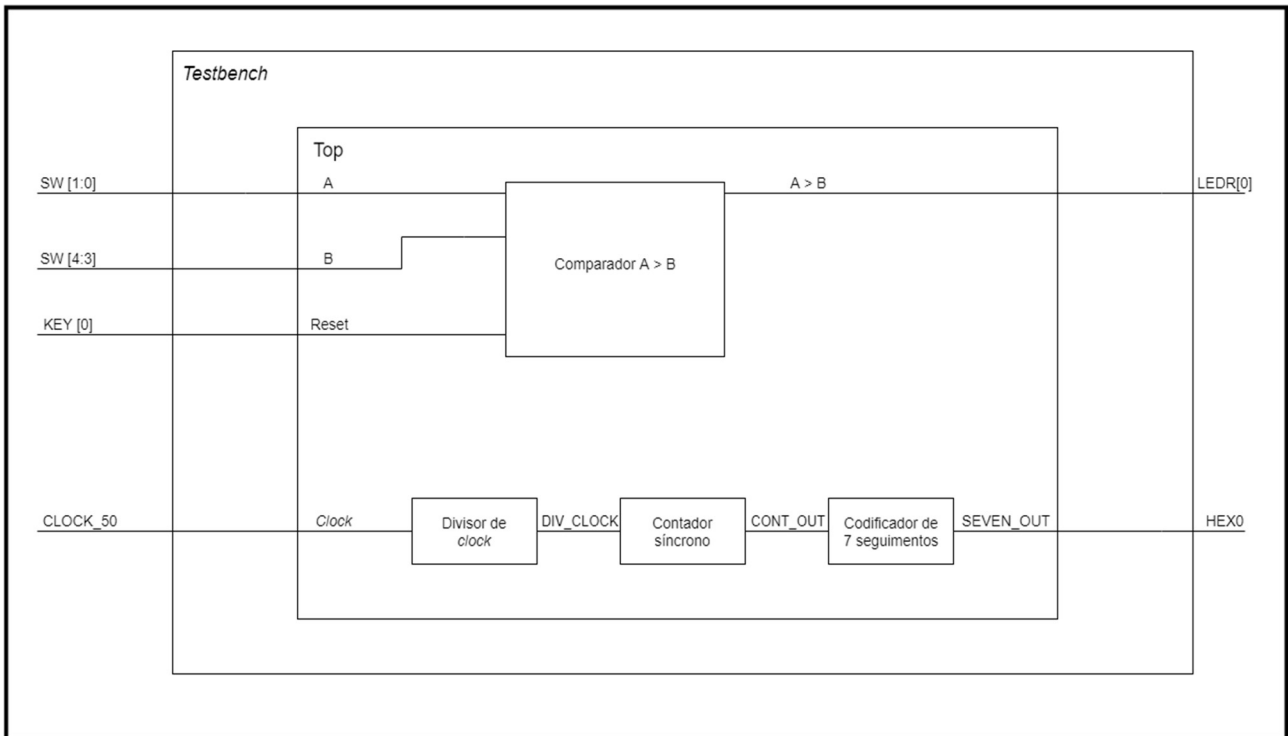 Testbench
Top
SW [1:0]
A
A > B
LEDR[0]
SW [4:3]
B
Comparador A > B
KEY [0]
Reset
CLOCK_50
Clock
Divisor de
clock
DIV_CLOCK
Contador
síncrono
CONT_OUT
Codificador de
7 seguimentos
SEVEN_OUT
HEX0